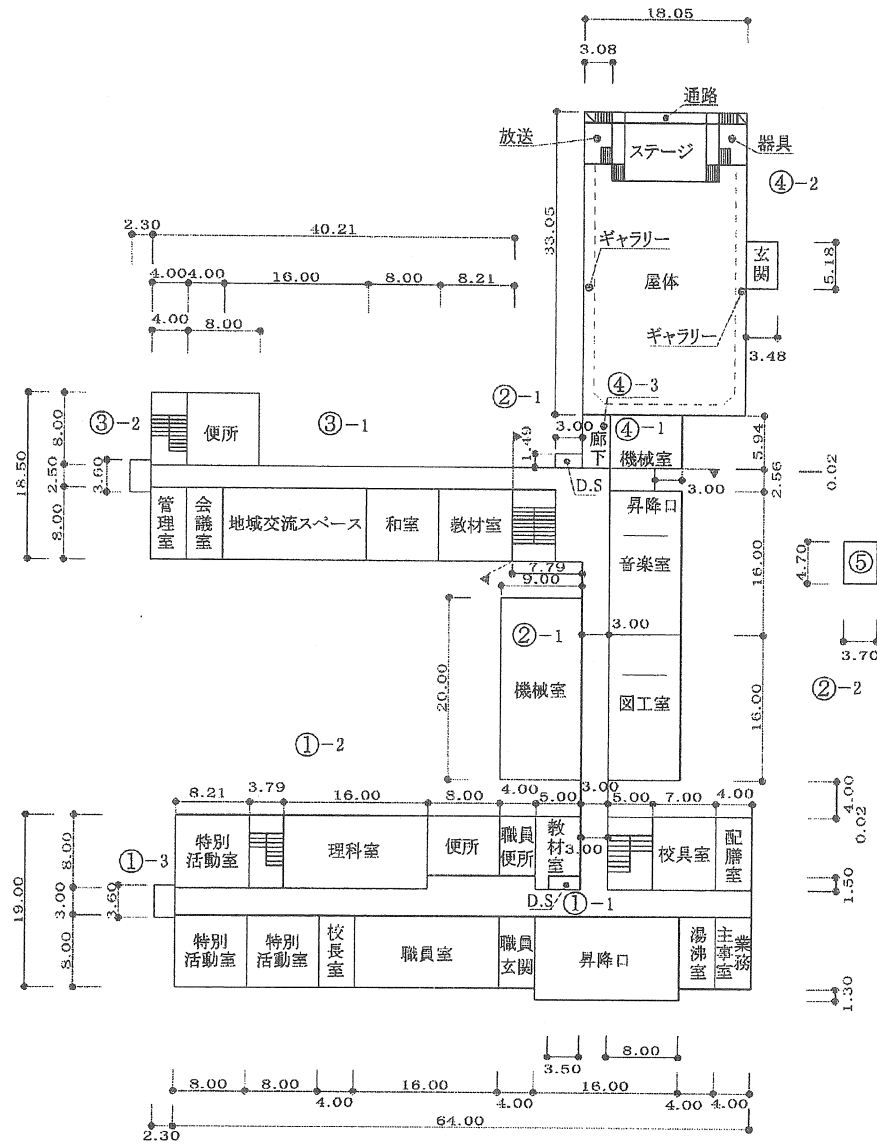 18.05
3.08
通路
放送
ステージ
器具
④-2
2.30
40.21
33.05
ギャラリー
玄関
5.18
4.00 4.00 16.00 8.00 8.21
屋体
4.00 8.00
ギャラリー
3.48
②-1
④-3
③-2
便所
③-1
3.00
④-1
18.50
8.00
1.49
廊下
機械室
5.94
3.60
2.50
D.S
3.00
2.56
0.02
8.00
管理室
会議室
地域交流スペース
和室
教材室
昇降口
音楽室
16.00
4.70
⑤
7.79
9.00
3.00
3.70
②-1
20.00
機械室
図工室
16.00
②-2
①-2
8.21 3.79 16.00 8.00 4.00 5.00 3.00 5.00 7.00 4.00
4.00
0.02
特別活動室
理科室
便所
職員便所
教材室
3.00
校具室
配膳室
①-3
19.00
8.00
3.60
3.00
D.S
①-1
1.50
8.00
特別活動室
特別活動室
校長室
職員室
職員玄関
昇降口
湯沸室
業務主事室
1.30
3.50
8.00
8.00 8.00 4.00 16.00 4.00 16.00 4.00 4.00
2.30
64.00